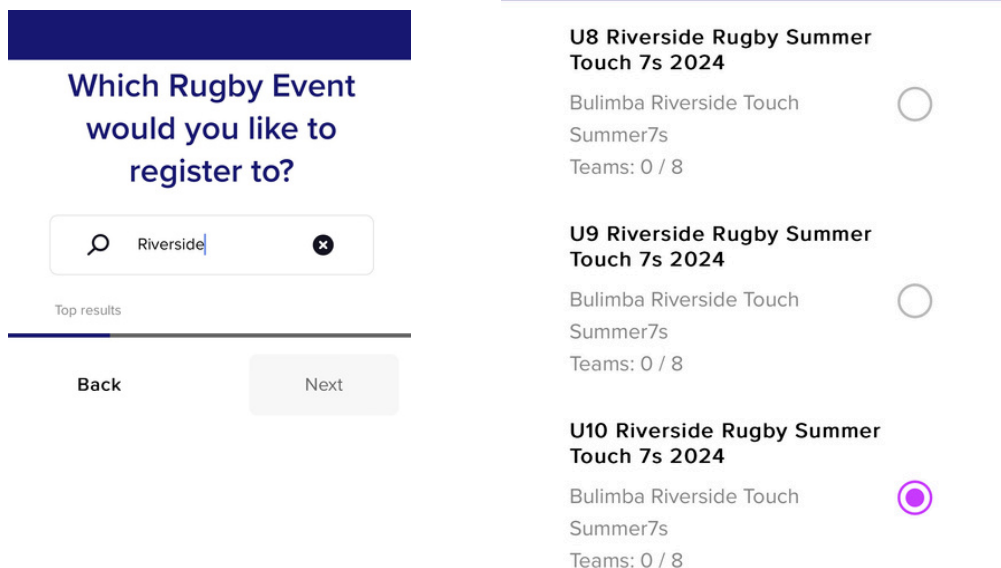 Which Rugby Event
would you like to
register to?
Riverside
Top results
Back
Next
U8 Riverside Rugby Summer
Touch 7s 2024
Bulimba Riverside Touch
Summer7s
Teams: 0 / 8
U9 Riverside Rugby Summer
Touch 7s 2024
Bulimba Riverside Touch
Summer7s
Teams: 0 / 8
U10 Riverside Rugby Summer
Touch 7s 2024
Bulimba Riverside Touch
Summer7s
Teams: 0 / 8